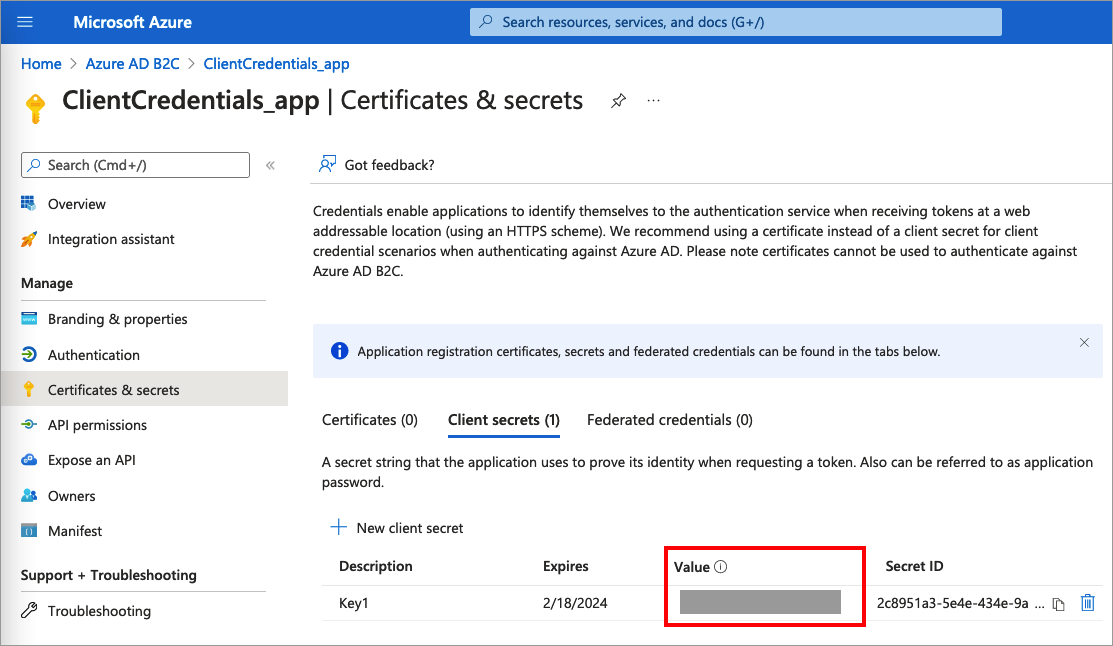 Microsoft Azure
Search resources, services, and docs (G+/)
Home > Azure AD B2C > ClientCredentials_app
ClientCredentials_app | Certificates & secrets
...
Search (Cmd+/)
«
Got feedback?
Overview
Integration assistant
Manage
Branding & properties
Authentication
Certificates & secrets
API permissions
Expose an API
Owners
Manifest
Support + Troubleshooting
Troubleshooting
Credentials enable applications to identify themselves to the authentication service when receiving tokens at a web
addressable location (using an HTTPS scheme). We recommend using a certificate instead of a client secret for client
credential scenarios when authenticating against Azure AD. Please note certificates cannot be used to authenticate against
Azure AD B2C.
Application registration certificates, secrets and federated credentials can be found in the tabs below.
Certificates (0) Client secrets (1) Federated credentials (0)
A secret string that the application uses to prove its identity when requesting a token. Also can be referred to as application
password.
New client secret
Description Expires Value Secret ID
Key1 2/18/2024 2c8951a3-5e4e-434e-9a ...